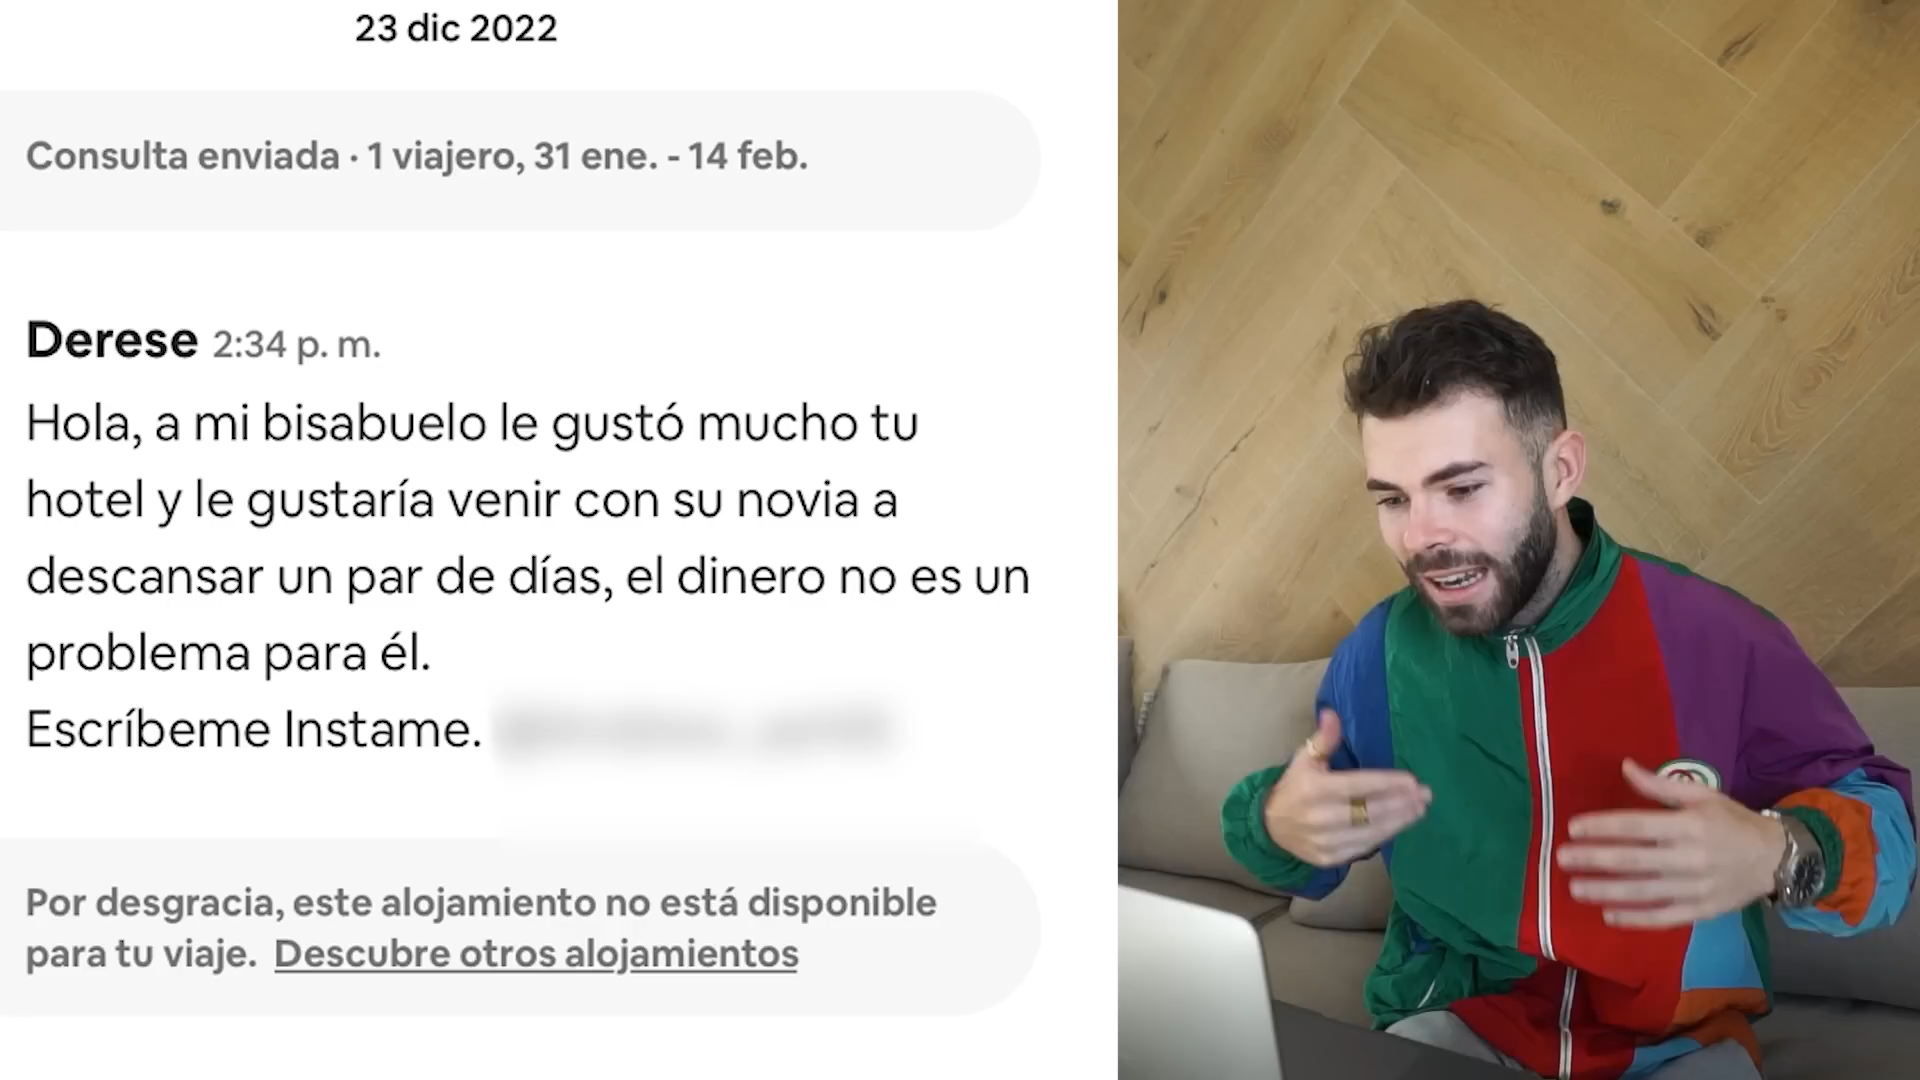 23 dic 2022
Consulta enviada · 1 viajero, 31 ene. - 14 feb.
Derese 2:34 p. m.
Hola, a mi bisabuelo le gustó mucho tu
hotel y le gustaría venir con su novia a
descansar un par de días, el dinero no es un
problema para él.
Escríbeme Instame.
Por desgracia, este alojamiento no está disponible
para tu viaje. Descubre otros alojamientos